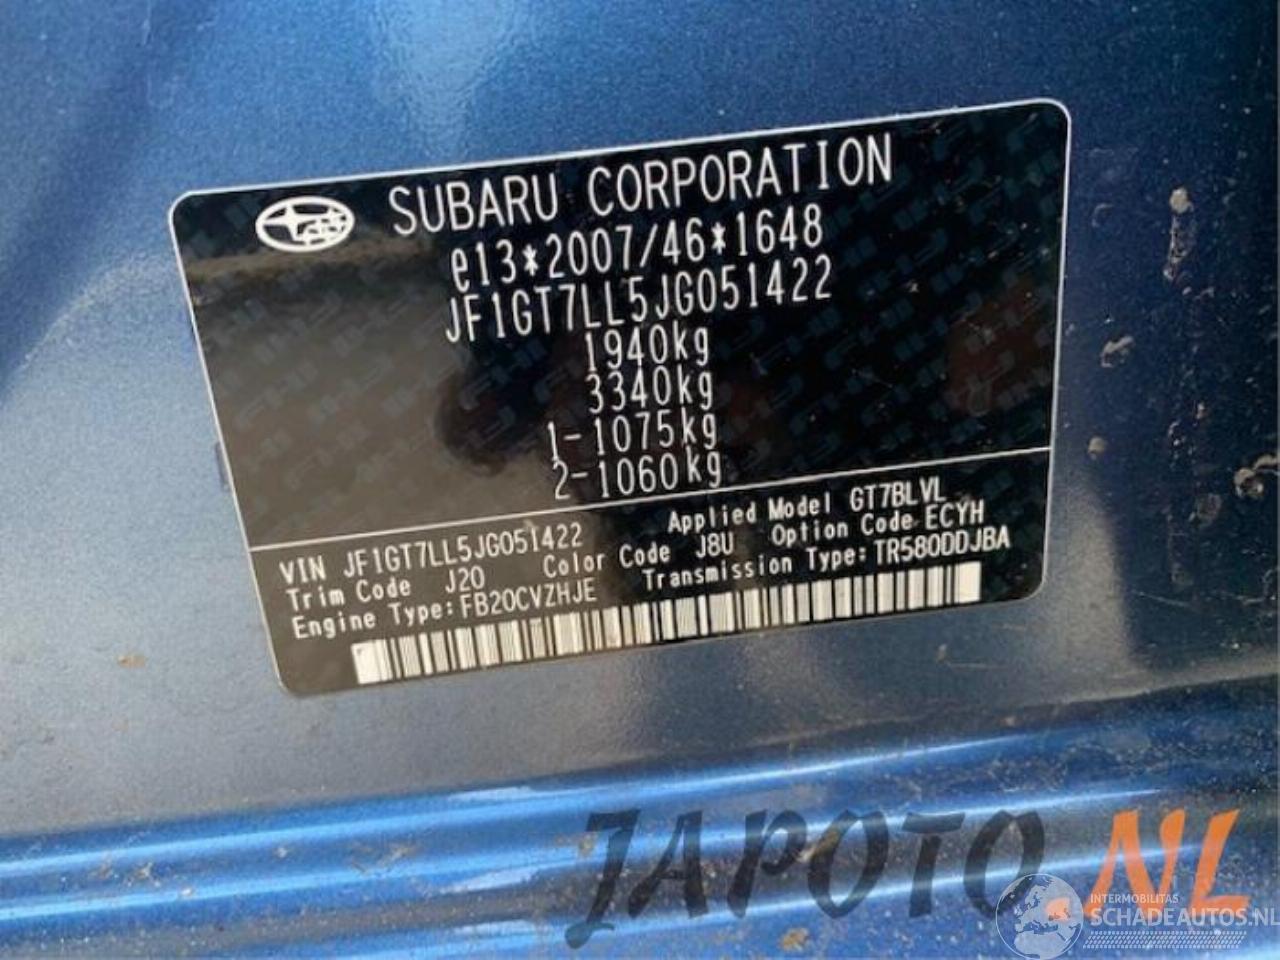 SUBARU CORPORATION
e13*2007/46*1648
JF1GT7LL5JG051422
1940kg
3340kg
1-1075kg
2-1060kg
VIN JF1GT7LL5JG051422 Applied Model GT7BLVL
Trim Code J20 Color Code J8U Option Code ECYH
Engine Type:FB20CVZHJE Transmission Type:TR580DDJBA
JAPOTO.NL
INTERMOBILITAS
SCHADEAUTOS.NL